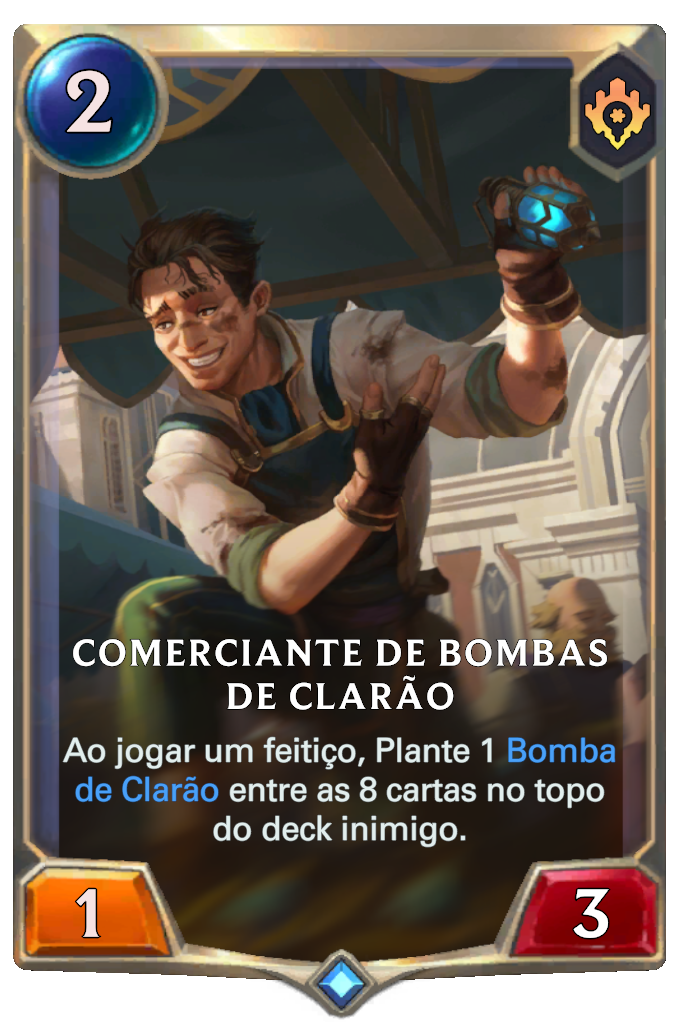 2
COMERCIANTE DE BOMBAS
DE CLARÃO
Ao jogar um feitiço, Plante 1 Bomba
de Clarão entre as 8 cartas no topo
do deck inimigo.
1
3